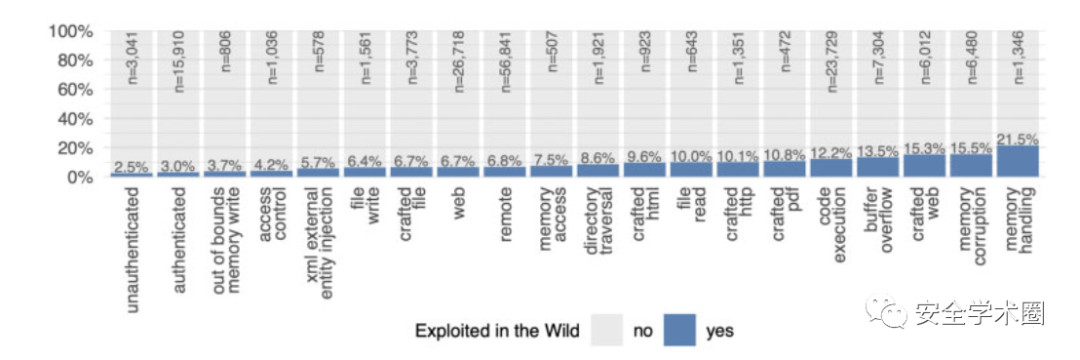 100%
80%
60%
40%
20%
0%
n=3,041
n=15,910
n=806
n=1,036
n=578
n=1,561
n=3,773
n=26,718
n=56,841
n=507
n=1,921
n=923
n=643
n=1,351
n=472
n=23,729
n=7,304
n=6,012
n=6,480
n=1,346
2.5%
3.0%
3.7%
4.2%
5.7%
6.4%
6.7%
6.7%
6.8%
7.5%
8.6%
9.6%
10.0%
10.1%
10.8%
12.2%
13.5%
15.3%
15.5%
21.5%
unauthenticated
authenticated
out of bounds
memory write
access
control
xml external
entity injection
file
write
crafted
file
web
remote
memory
access
directory
traversal
crafted
html
file
read
crafted
http
crafted
pdf
code
execution
buffer
overflow
crafted
web
memory
corruption
memory
handling
Exploited in the Wild no yes
安全学术圈